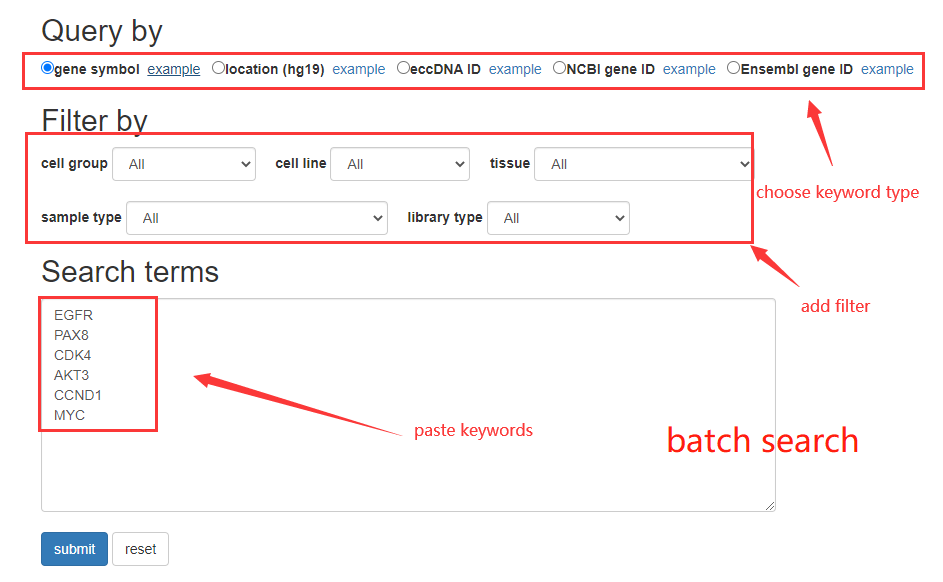 Query by
gene symbol example location (hg19) example eccDNA ID example NCBI gene ID example Ensembl gene ID example
Filter by
cell group All cell line All tissue All
choose keyword type
sample type All library type All
Search terms
add filter
EGFR
PAX8
CDK4
AKT3
CCND1
MYC
paste keywords
batch search
submit reset